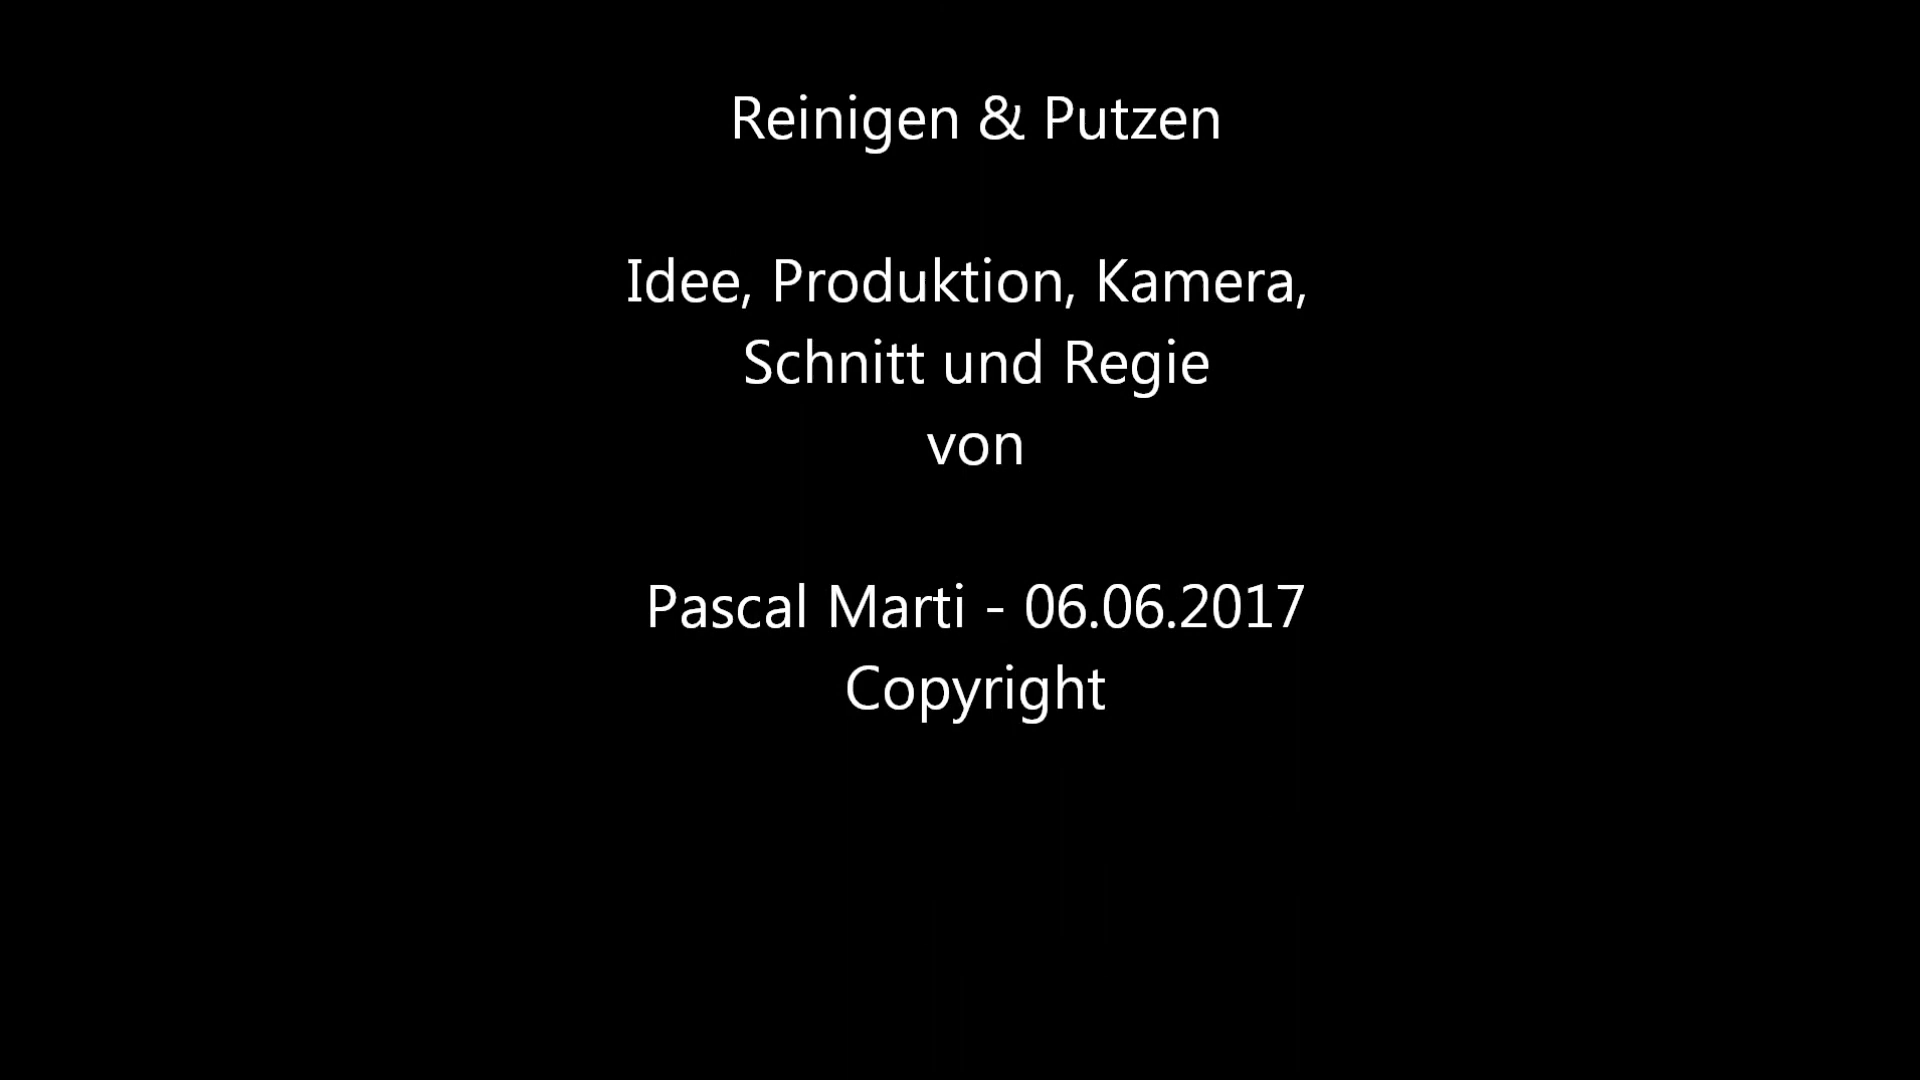 Reinigen & Putzen
Idee, Produktion, Kamera,
Schnitt und Regie
von
Pascal Marti - 06.06.2017
Copyright